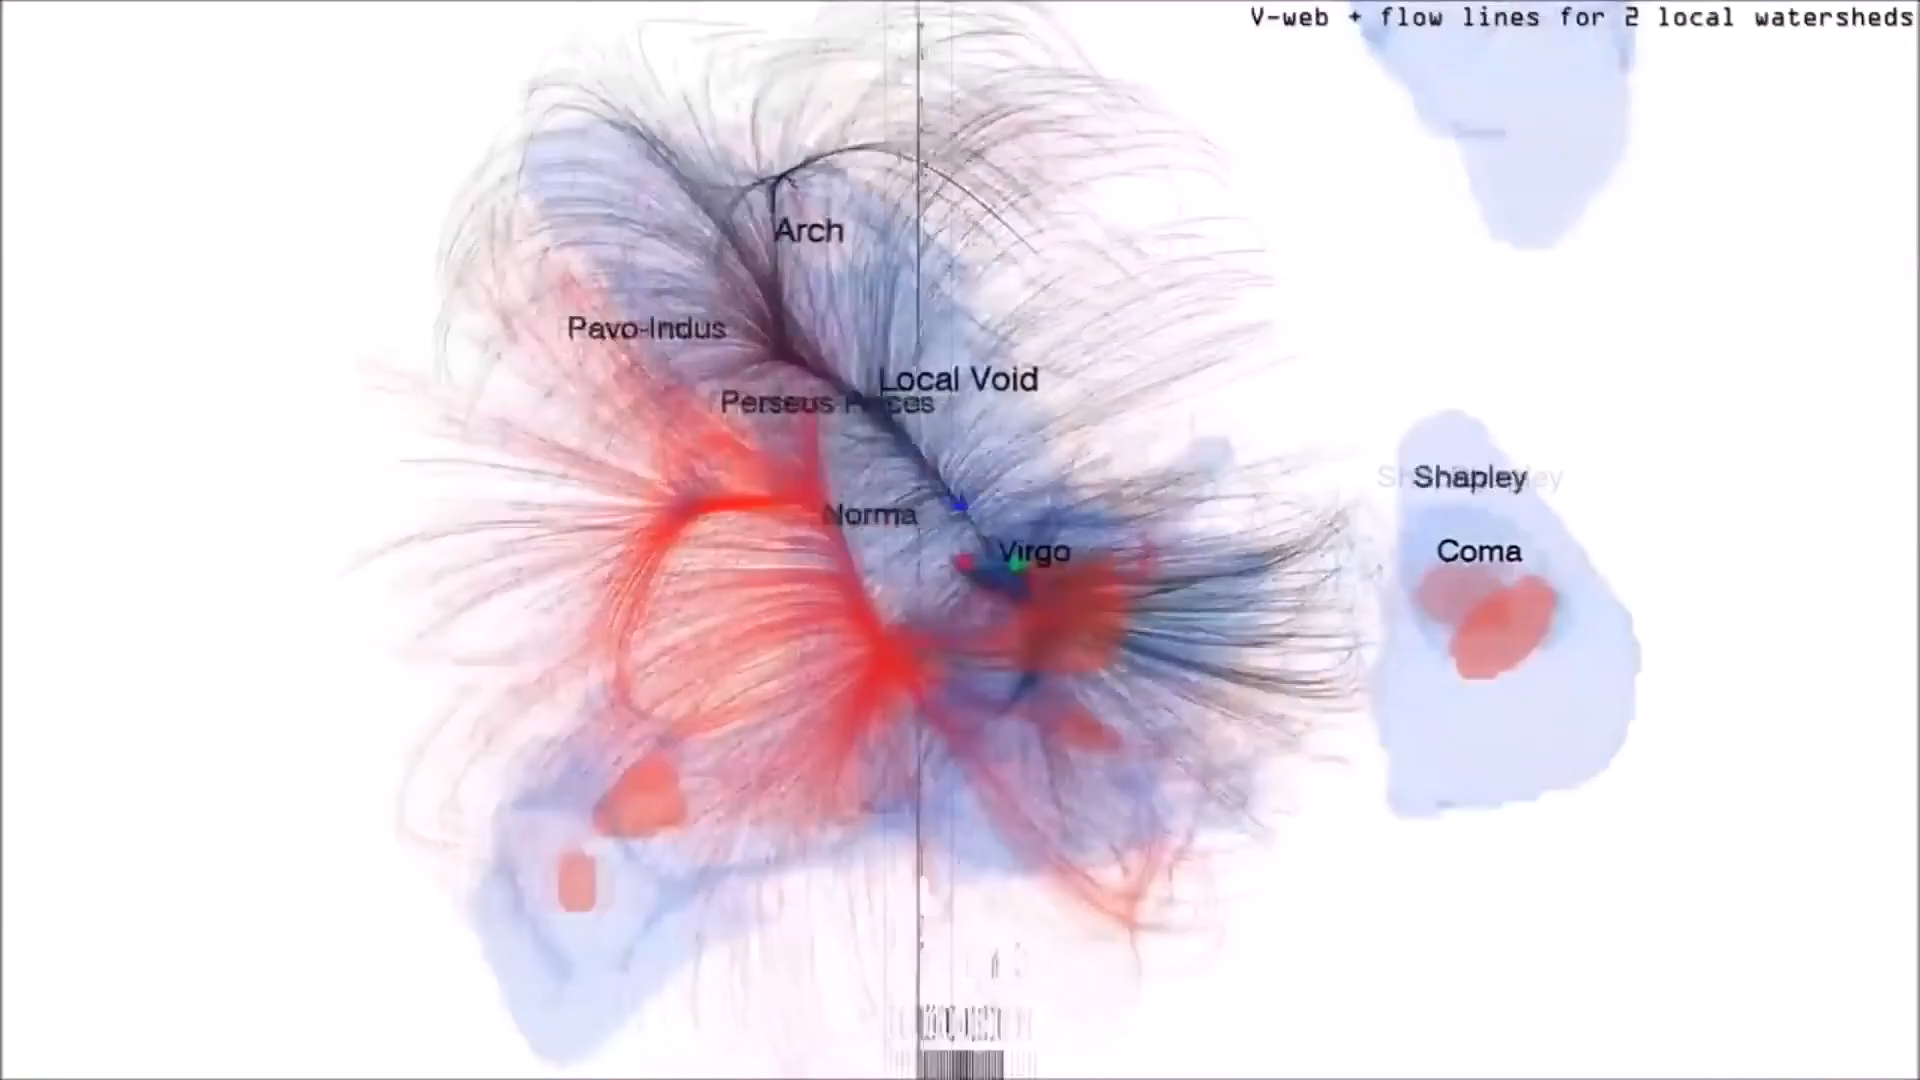 V-web + flow lines for 2 local watersheds
Arch
Pavo-Indus
Local Void
Perseus Pisces
Shapley
Norma
Virgo
Coma